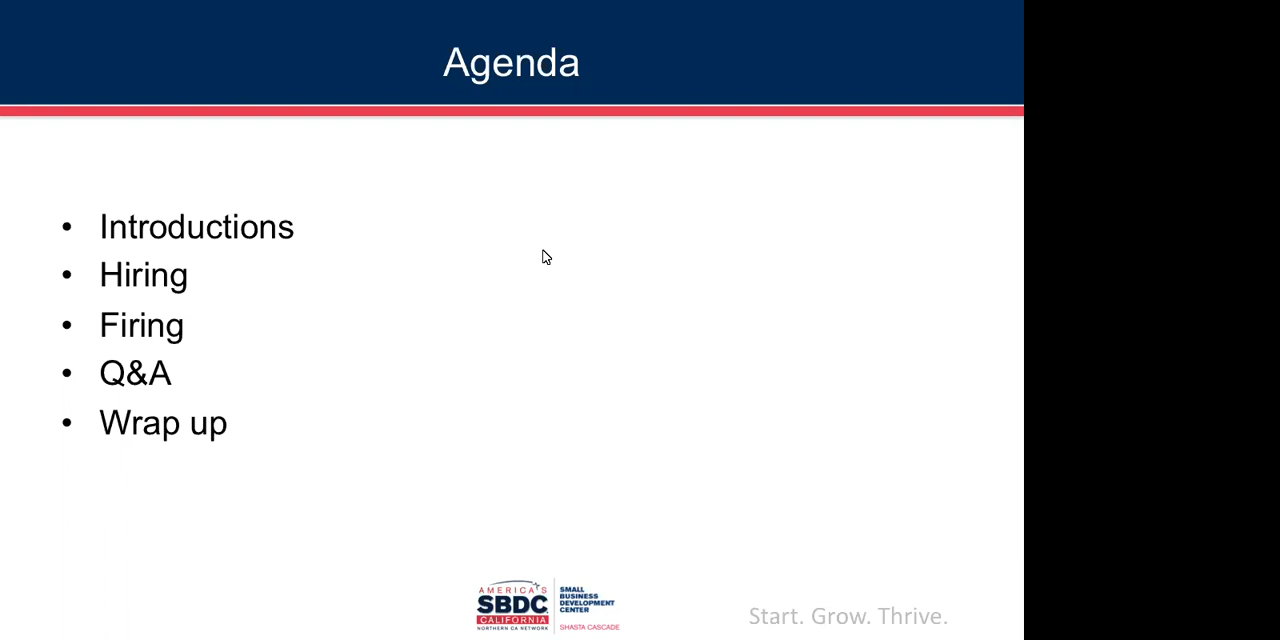 Agenda
• Introductions
• Hiring
• Firing
• Q&A
• Wrap up
AMERICA'S
SBDC
CALIFORNIA
NORTHERN CA NETWORK
SMALL
BUSINESS
DEVELOPMENT
CENTER
SHASTA CASCADE
Start. Grow. Thrive.